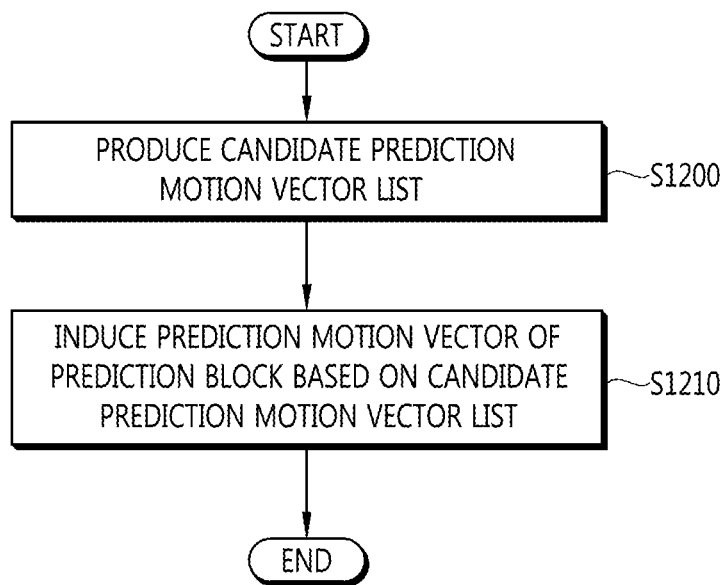 START
PRODUCE CANDIDATE PREDICTION
MOTION VECTOR LIST
S1200
INDUCE PREDICTION MOTION VECTOR OF
PREDICTION BLOCK BASED ON CANDIDATE
PREDICTION MOTION VECTOR LIST
S1210
END